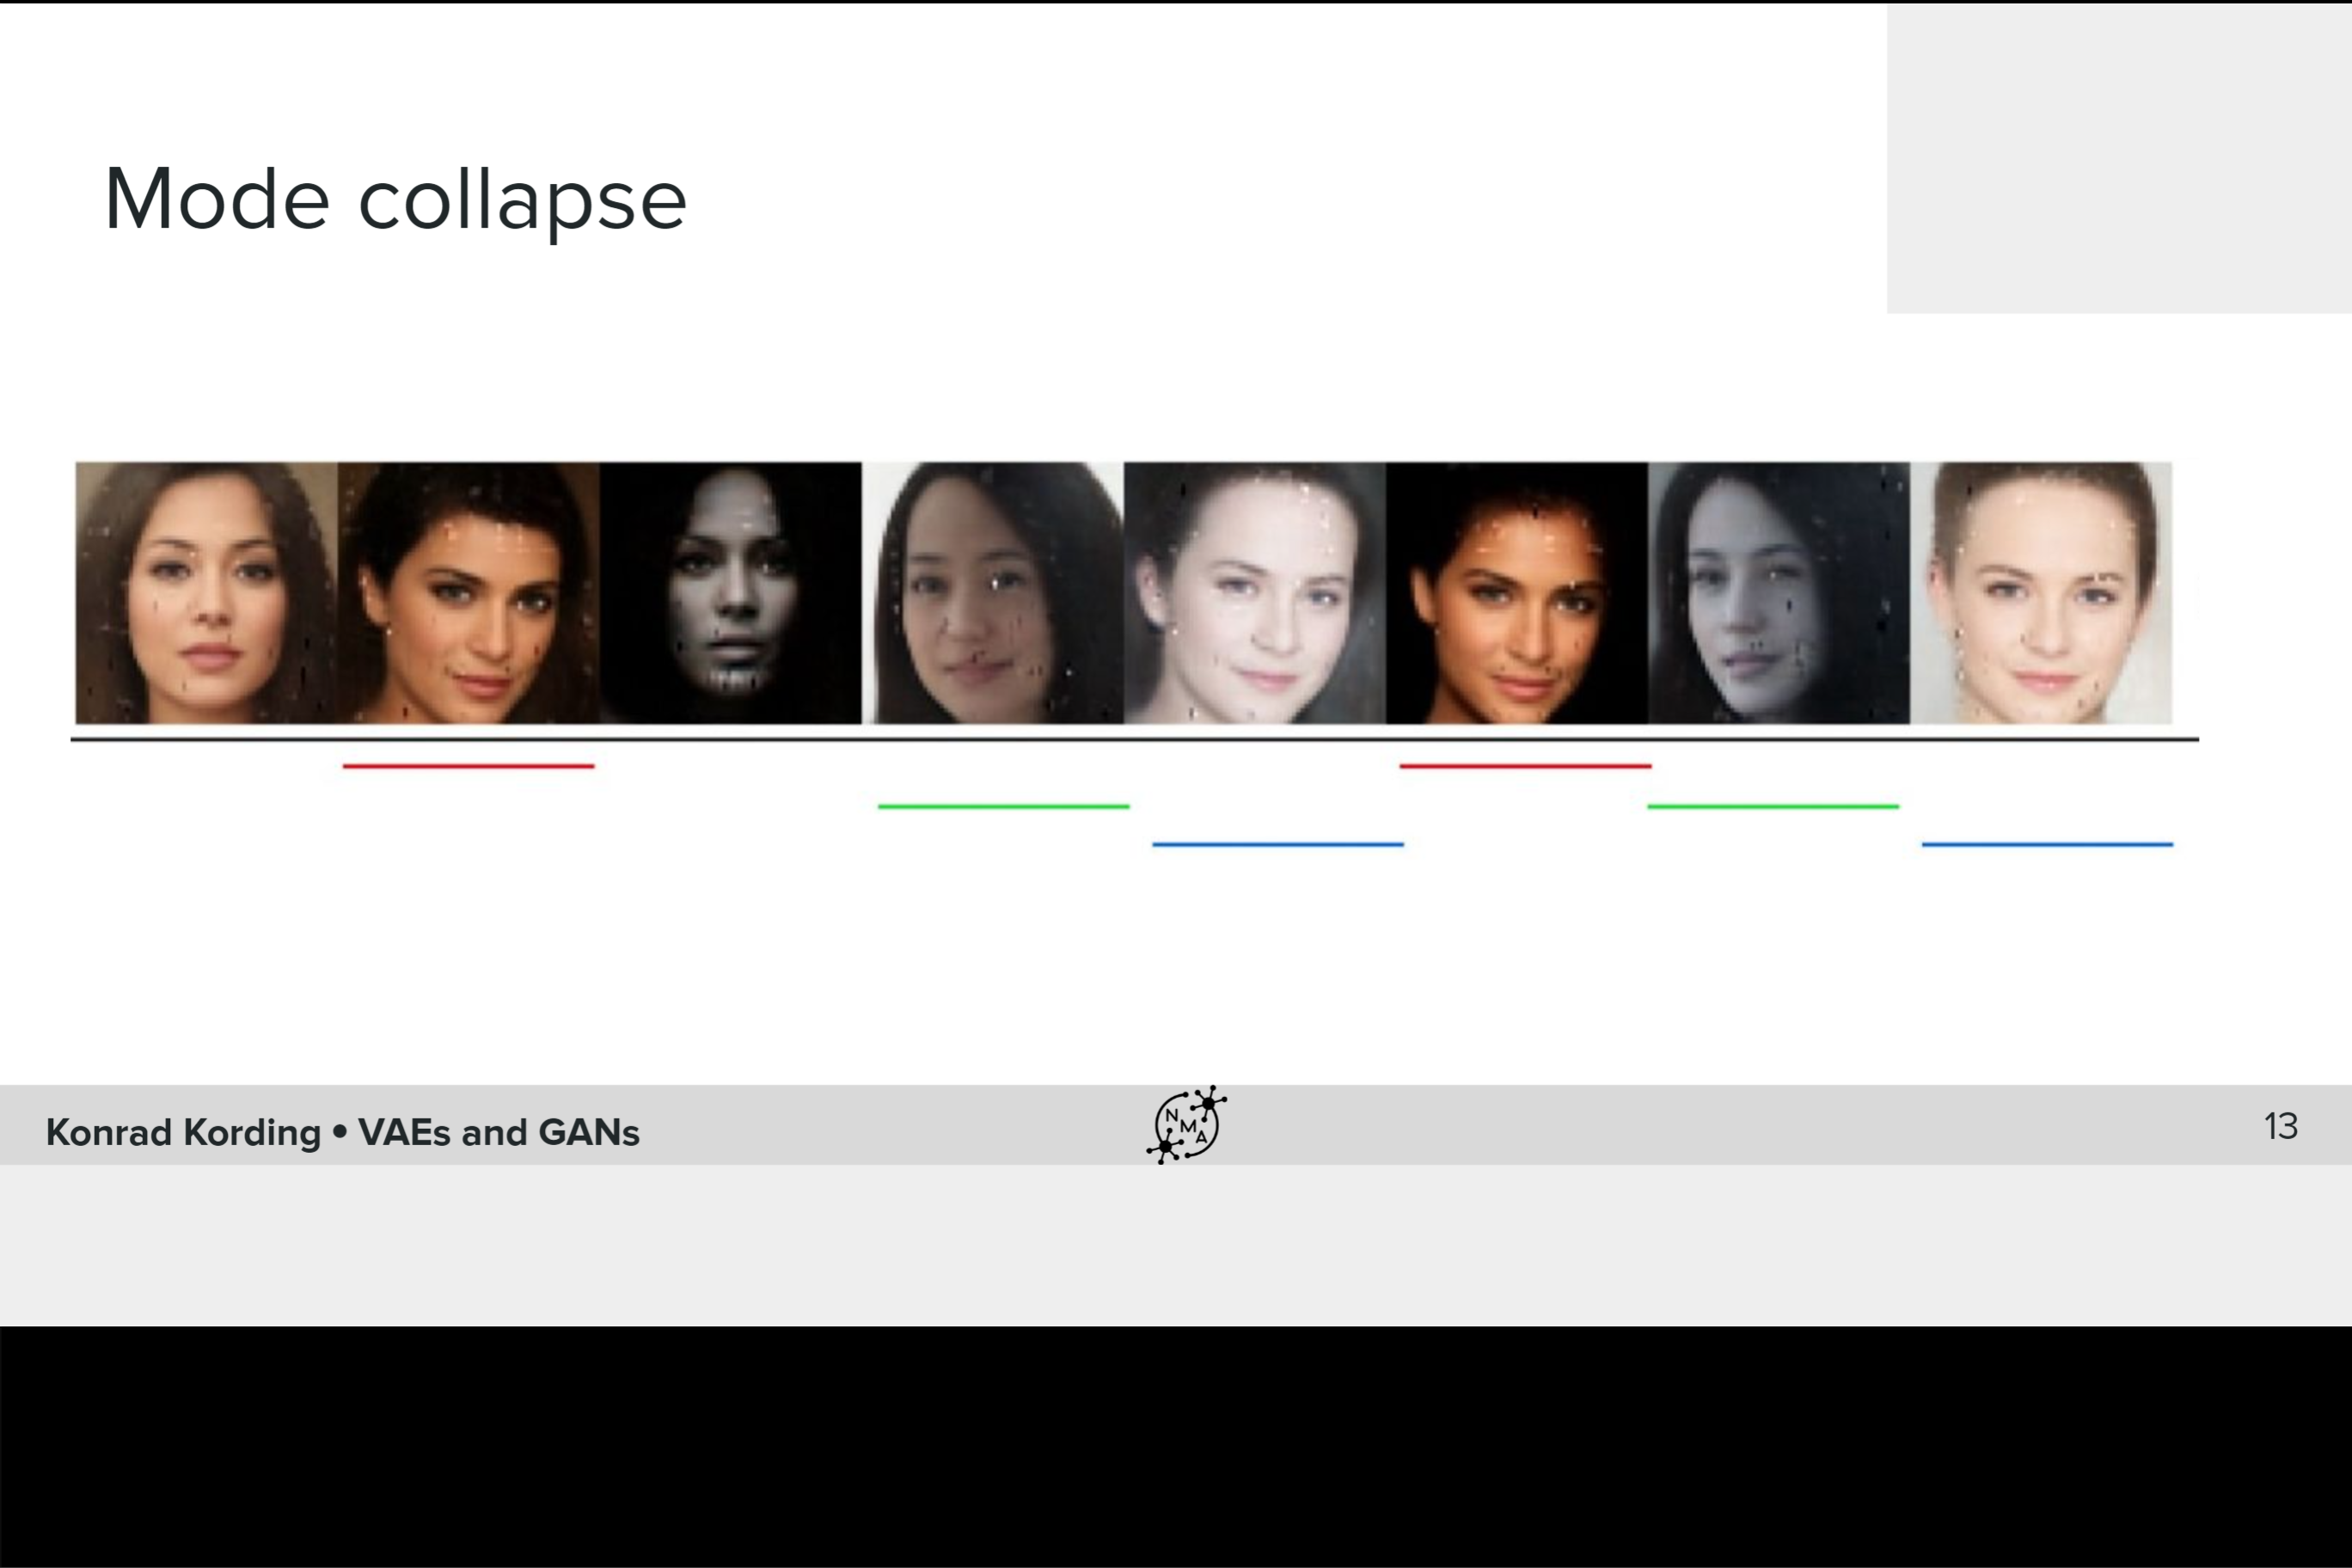 Mode collapse
Konrad Kording • VAEs and GANs
N
M
A
13